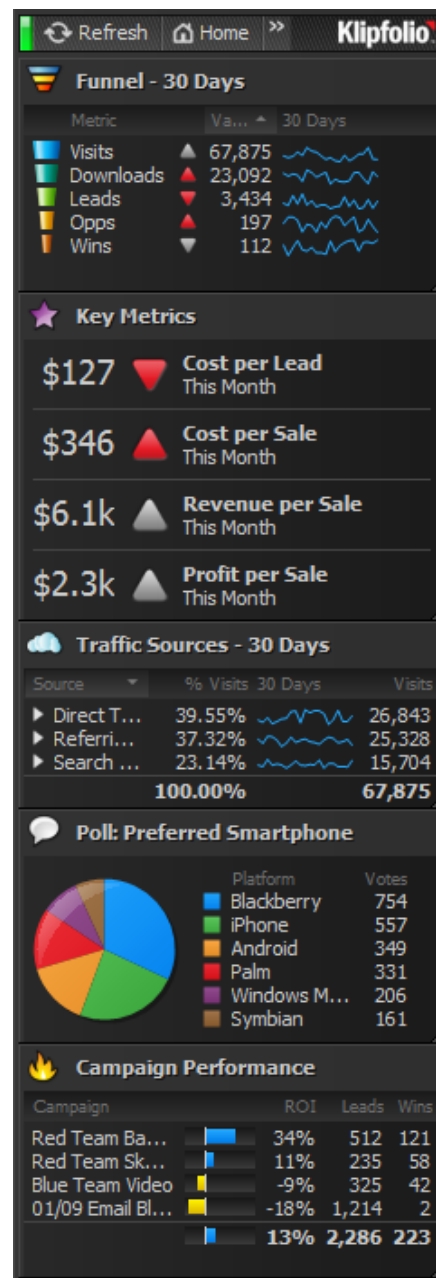 Refresh Home » Klipfolio
Funnel - 30 Days
Metric Va... 30 Days
Visits 67,875
Downloads 23,092
Leads 3,434
Opps 197
Wins 112
Key Metrics
$127 Cost per Lead
This Month
$346 Cost per Sale
This Month
$6.1k Revenue per Sale
This Month
$2.3k Profit per Sale
This Month
Traffic Sources - 30 Days
Source % Visits 30 Days Visits
Direct T... 39.55% 26,843
Referri... 37.32% 25,328
Search ... 23.14% 15,704
100.00% 67,875
Poll: Preferred Smartphone
Platform Votes
Blackberry 754
iPhone 557
Android 349
Palm 331
Windows M... 206
Symbian 161
Campaign Performance
Campaign ROI Leads Wins
Red Team Ba... 34% 512 121
Red Team Sk... 11% 235 58
Blue Team Video -9% 325 42
01/09 Email Bl... -18% 1,214 2
13% 2,286 223